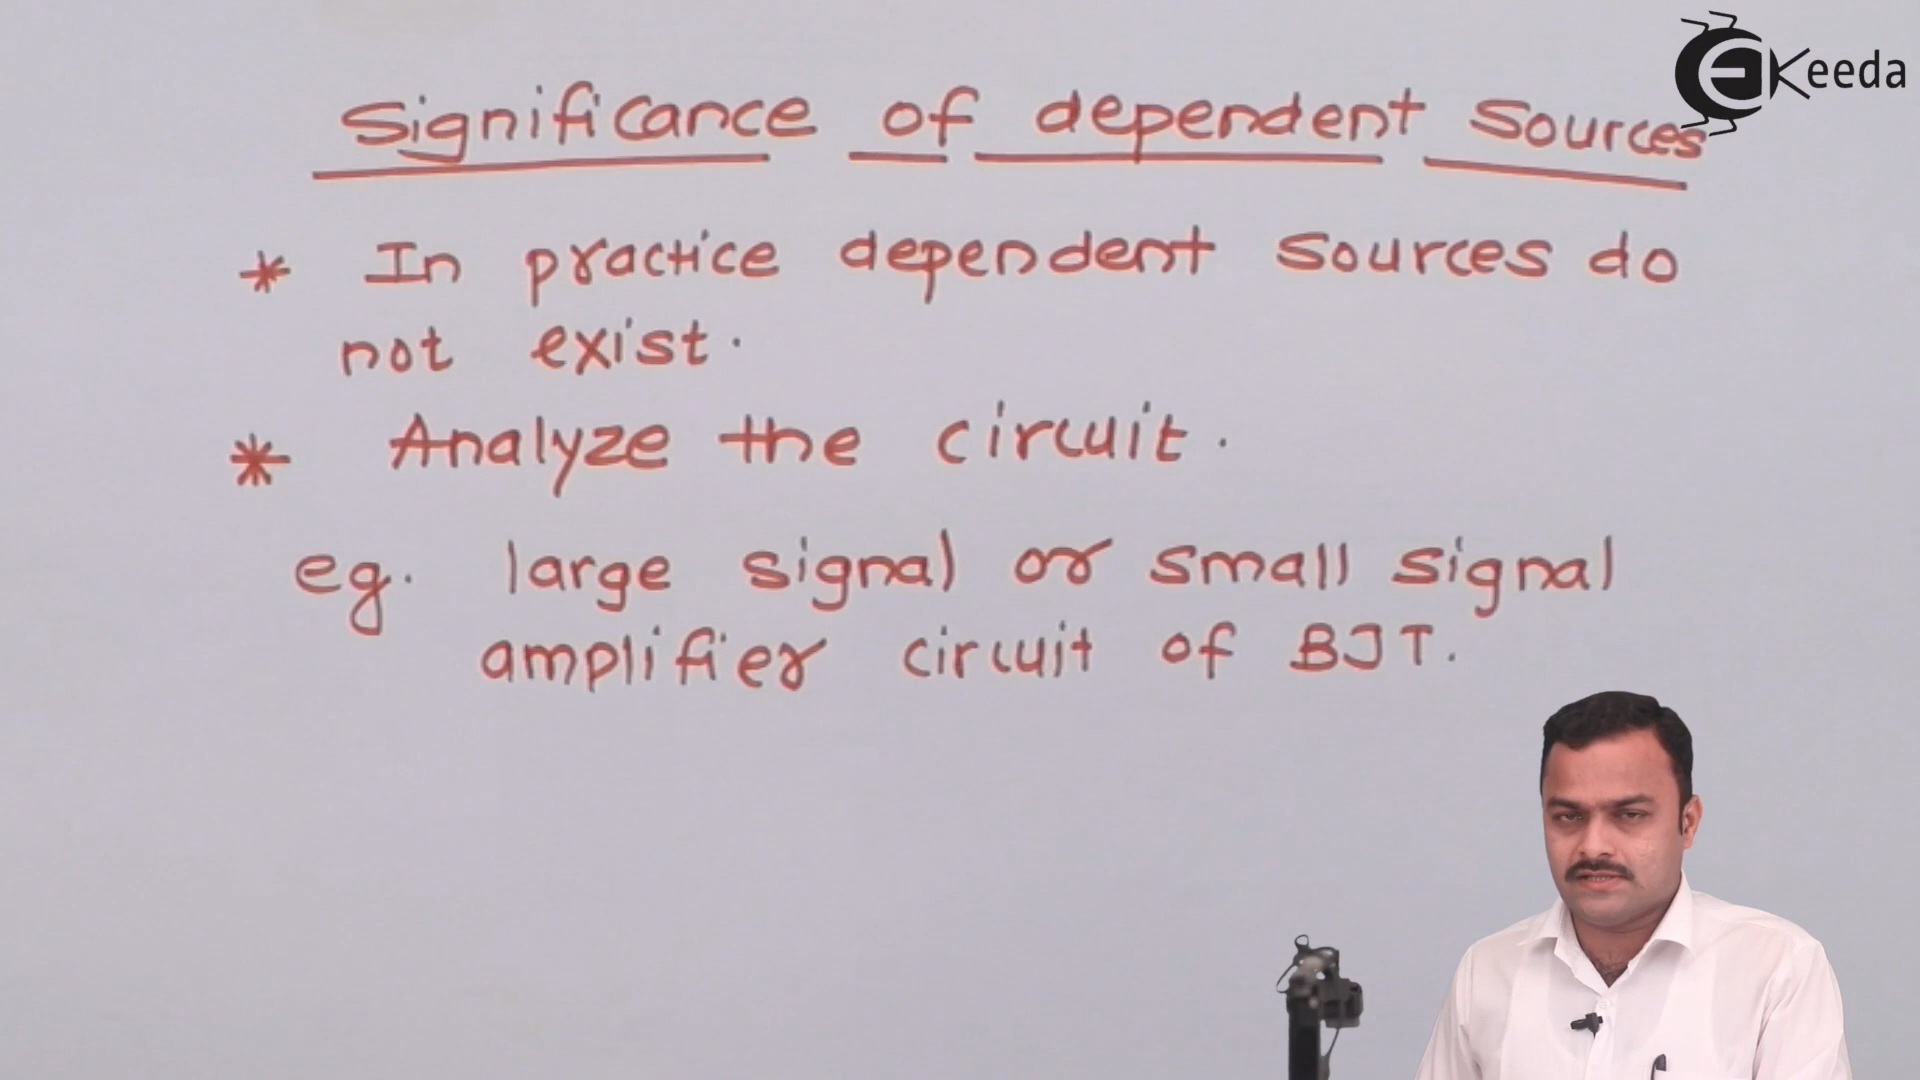 Significance of dependent Sources
Ekeeda
* In practice dependent sources do
not exist.
* Analyze the circuit.
eg. large signal or small signal
amplifier circuit of BJT.